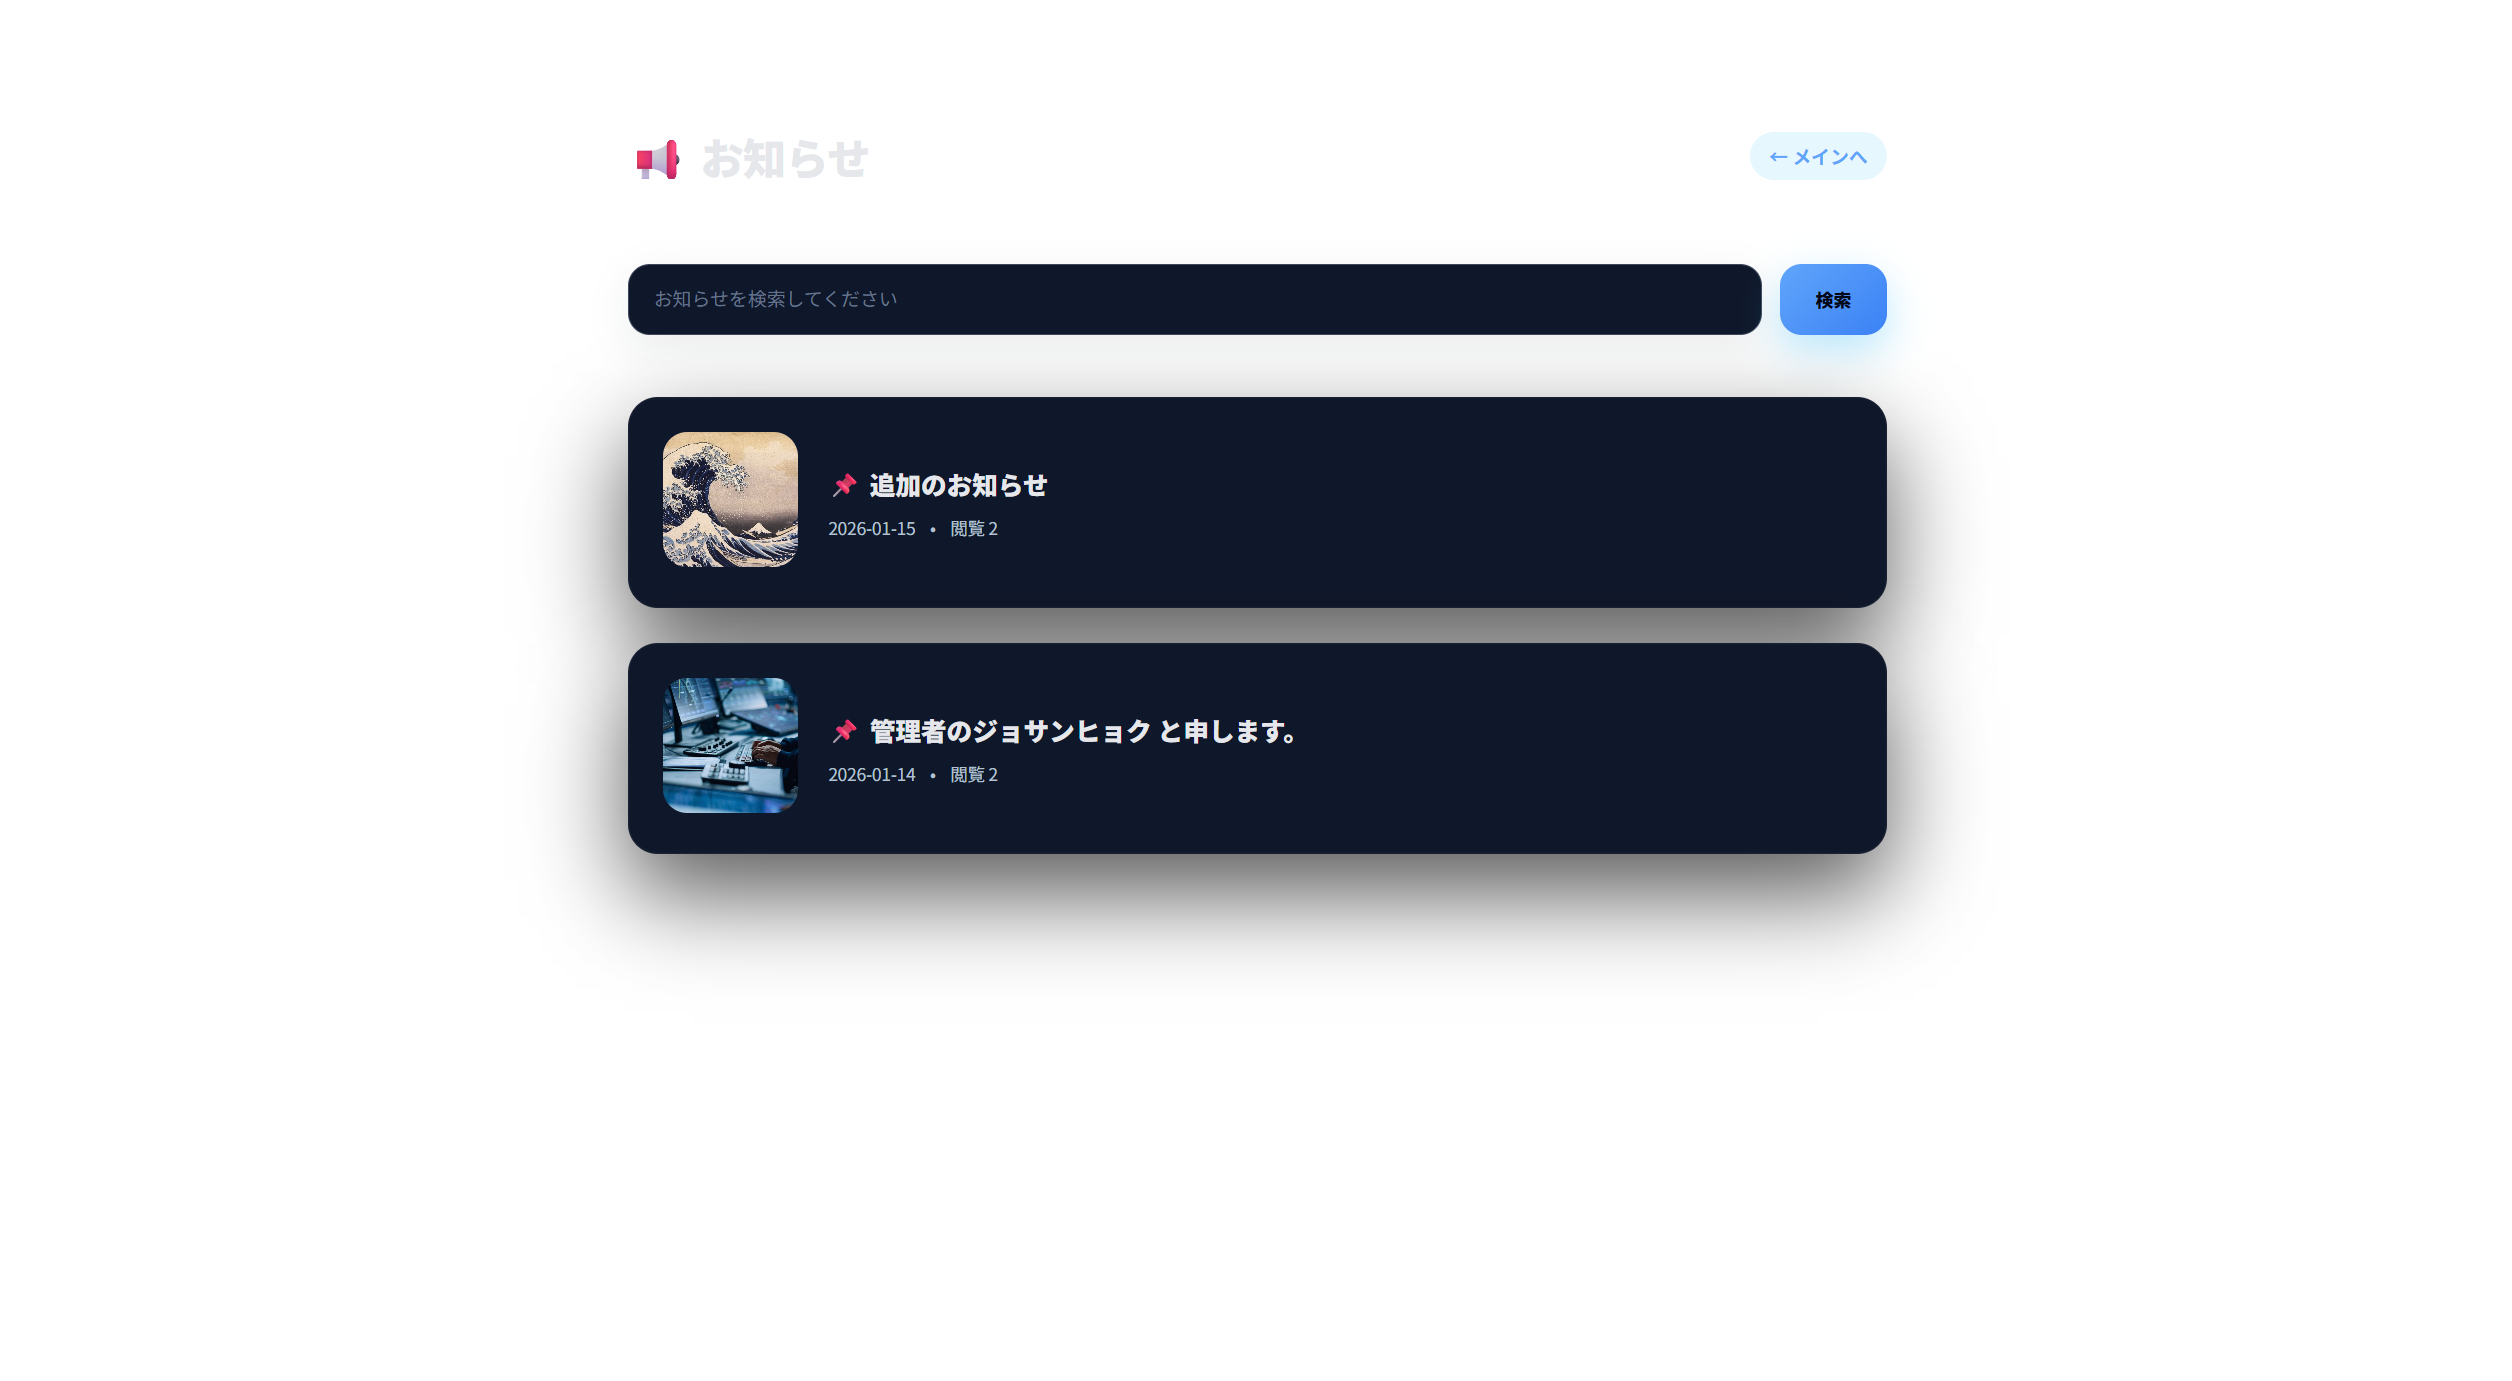 📢 お知らせ
← メインへ
お知らせを検索してください
検索
📌 追加のお知らせ
2026-01-15 • 閲覧 2
📌 管理者のジョサンヒョク と申します。
2026-01-14 • 閲覧 2